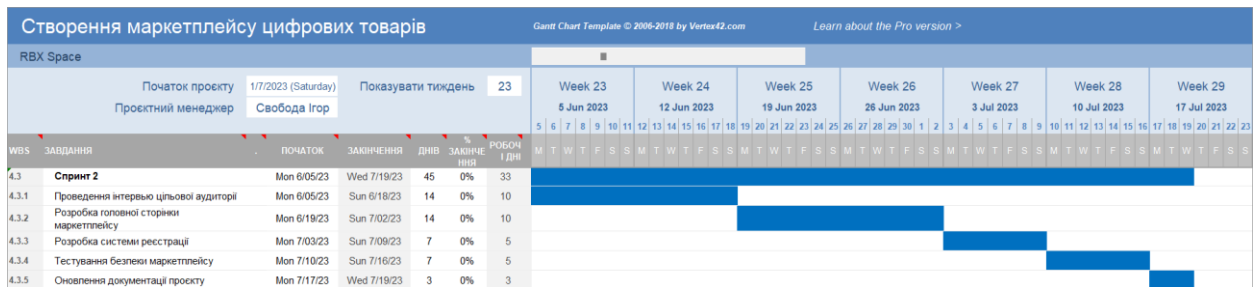 Створення маркетплейсу цифрових товарів Gantt Chart Template © 2006-2018 by Vertex42.com Learn about the Pro version >
RBX Space
Початок проєкту 1/7/2023 (Saturday) Показувати тиждень 23 Week 23 Week 24 Week 25 Week 26 Week 27 Week 28 Week 29
Проєктний менеджер Свобода Ігор 5 Jun 2023 12 Jun 2023 19 Jun 2023 26 Jun 2023 3 Jul 2023 10 Jul 2023 17 Jul 2023
5 6 7 8 9 10 11 12 13 14 15 16 17 18 19 20 21 22 23 24 25 26 27 28 29 30 1 2 3 4 5 6 7 8 9 10 11 12 13 14 15 16 17 18 19 20 21 22 23
WBS ЗАВДАННЯ . ПОЧАТОК ЗАКІНЧЕННЯ ДНІВ % ЗАКІНЧЕ ННЯ РОБОЧ І ДНІ M T W T F S S M T W T F S S M T W T F S S M T W T F S S M T W T F S S M T W T F S S M T W T F S S
4.3 Спринт 2 Mon 6/05/23 Wed 7/19/23 45 0% 33
4.3.1 Проведення інтервью цільової аудиторії Mon 6/05/23 Sun 6/18/23 14 0% 10
4.3.2 Розробка головної сторінки маркетплейсу Mon 6/19/23 Sun 7/02/23 14 0% 10
4.3.3 Розробка системи реєстрації Mon 7/03/23 Sun 7/09/23 7 0% 5
4.3.4 Тестування безпеки маркетплейсу Mon 7/10/23 Sun 7/16/23 7 0% 5
4.3.5 Оновлення документації проєкту Mon 7/17/23 Wed 7/19/23 3 0% 3